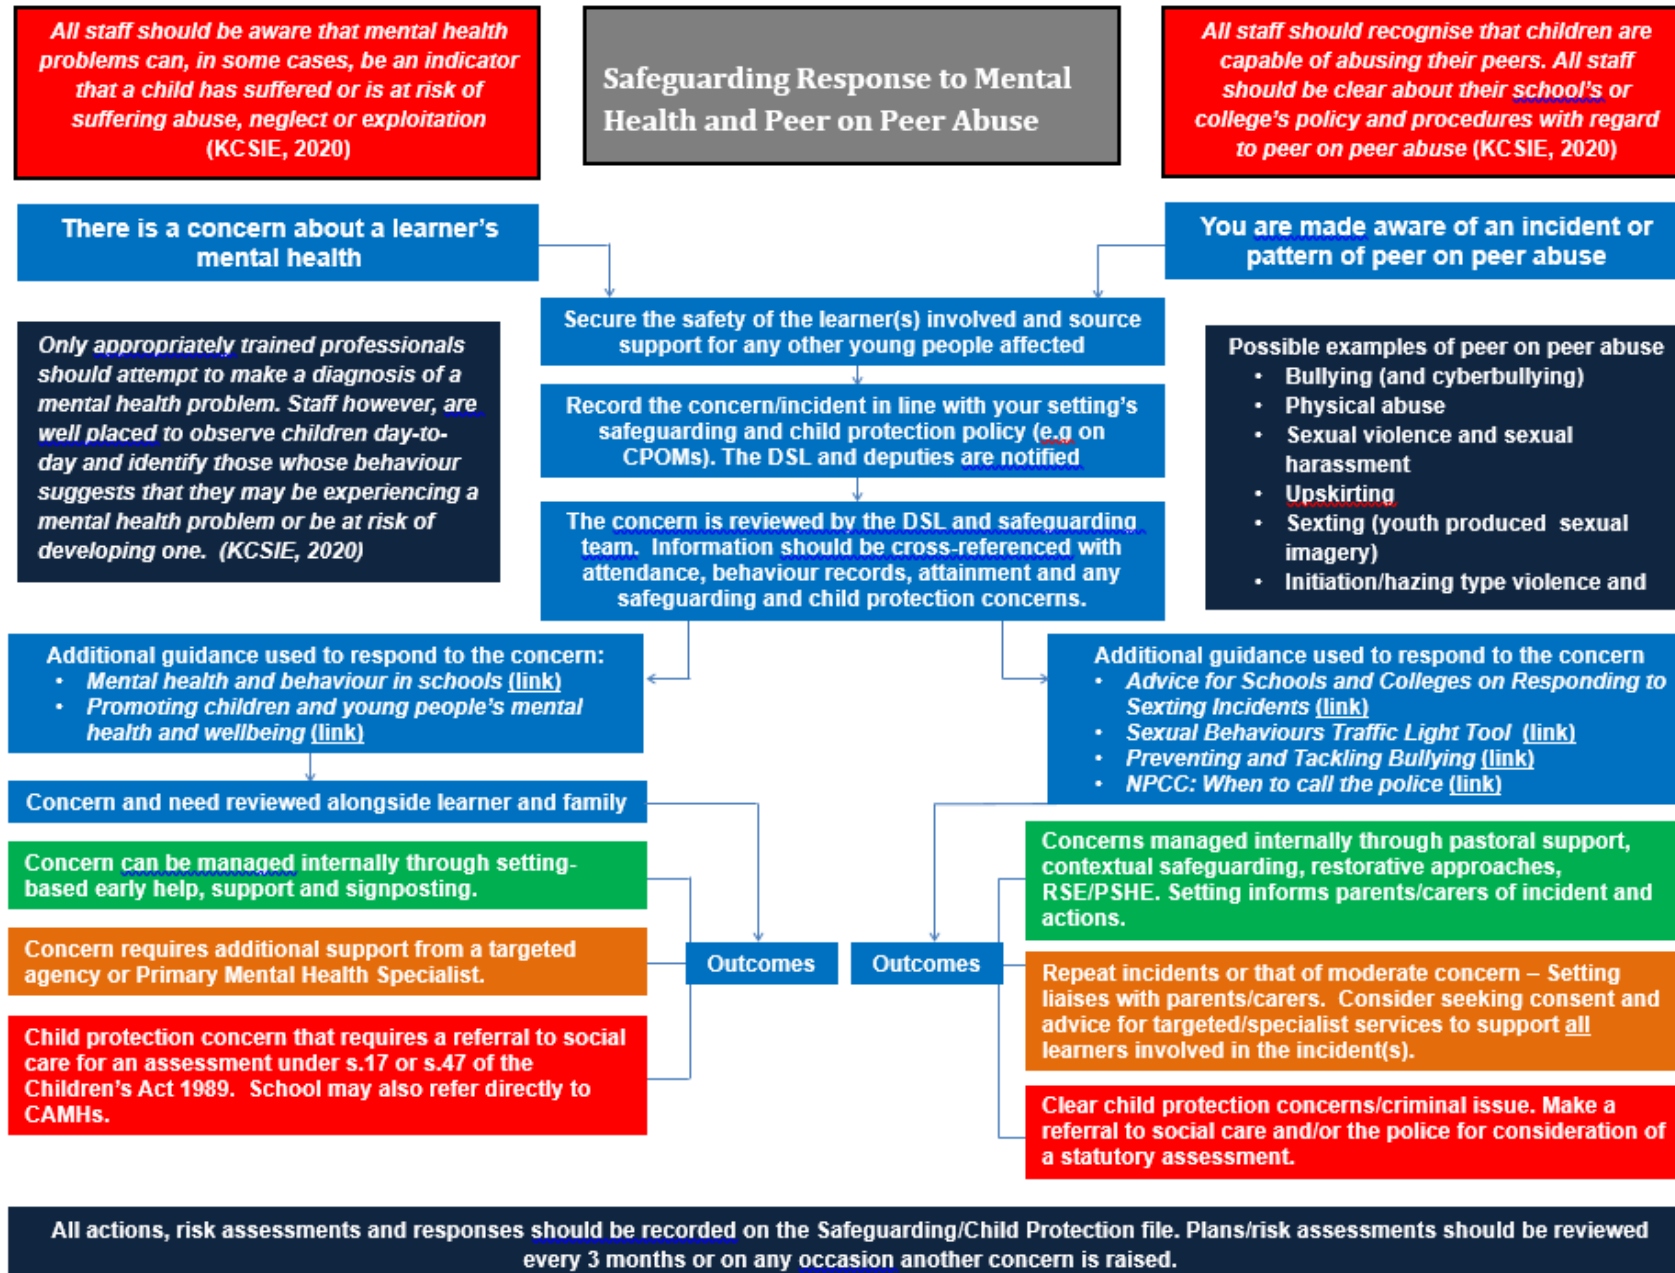 All staff should be aware that mental health
problems can, in some cases, be an indicator
that a child has suffered or is at risk of
suffering abuse, neglect or exploitation
(KCSIE, 2020)
Safeguarding Response to Mental
Health and Peer on Peer Abuse
All staff should recognise that children are
capable of abusing their peers. All staff
should be clear about their school's or
college's policy and procedures with regard
to peer on peer abuse (KCSIE, 2020)
There is a concern about a learner's
mental health
You are made aware of an incident or
pattern of peer on peer abuse
Secure the safety of the learner(s) involved and source
support for any other young people affected
Only appropriately trained professionals
should attempt to make a diagnosis of a
mental health problem. Staff however, are
well placed to observe children day-to-
day and identify those whose behaviour
suggests that they may be experiencing a
mental health problem or be at risk of
developing one. (KCSIE, 2020)
Record the concern/incident in line with your setting's
safeguarding and child protection policy (e.g on
CPOMs). The DSL and deputies are notified
The concern is reviewed by the DSL and safeguarding
team. Information should be cross-referenced with
attendance, behaviour records, attainment and any
safeguarding and child protection concerns.
Possible examples of peer on peer abuse
• Bullying (and cyberbullying)
• Physical abuse
• Sexual violence and sexual
harassment
• Upskirting
• Sexting (youth produced sexual
imagery)
• Initiation/hazing type violence and
Additional guidance used to respond to the concern:
• Mental health and behaviour in schools (link)
• Promoting children and young people's mental
health and wellbeing (link)
Additional guidance used to respond to the concern
• Advice for Schools and Colleges on Responding to
Sexting Incidents (link)
• Sexual Behaviours Traffic Light Tool (link)
• Preventing and Tackling Bullying (link)
• NPCC: When to call the police (link)
Concern and need reviewed alongside learner and family
Concern can be managed internally through setting-
based early help, support and signposting.
Concern requires additional support from a targeted
agency or Primary Mental Health Specialist.
Child protection concern that requires a referral to social
care for an assessment under s.17 or s.47 of the
Children's Act 1989. School may also refer directly to
CAMHs.
Outcomes
Outcomes
Concerns managed internally through pastoral support,
contextual safeguarding, restorative approaches,
RSE/PSHE. Setting informs parents/carers of incident and
actions.
Repeat incidents or that of moderate concern – Setting
liaises with parents/carers. Consider seeking consent and
advice for targeted/specialist services to support all
learners involved in the incident(s).
Clear child protection concerns/criminal issue. Make a
referral to social care and/or the police for consideration of
a statutory assessment.
All actions, risk assessments and responses should be recorded on the Safeguarding/Child Protection file. Plans/risk assessments should be reviewed
every 3 months or on any occasion another concern is raised.